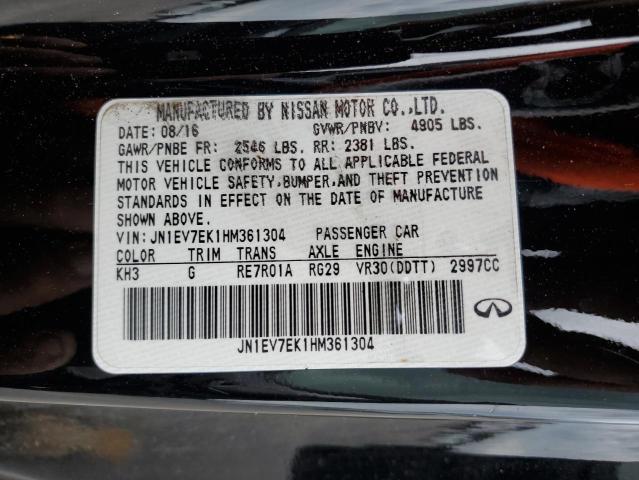 MANUFACTURED BY NISSAN MOTOR CO.,LTD.
DATE: 08/16 GVWR/PNBV: 4905 LBS.
GAWR/PNBE FR: 2546 LBS. RR: 2381 LBS.
THIS VEHICLE CONFORMS TO ALL APPLICABLE FEDERAL
MOTOR VEHICLE SAFETY,BUMPER,AND THEFT PREVENTION
STANDARDS IN EFFECT ON THE DATE OF MANUFACTURE
SHOWN ABOVE.
VIN: JN1EV7EK1HM361304 PASSENGER CAR
COLOR TRIM TRANS AXLE ENGINE
KH3 G RE7R01A RG29 VR30(DDTT) 2997CC
JN1EV7EK1HM361304